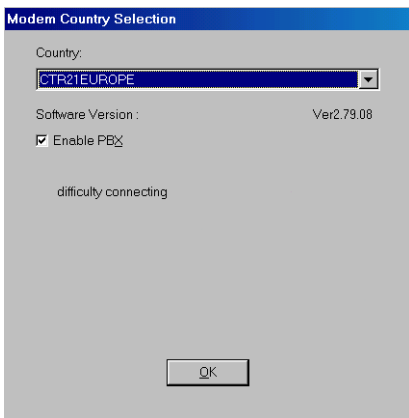 Modem Country Selection
Country:
CTR21EUROPE
Software Version : Ver2.79.08
Enable PBX
difficulty connecting
OK